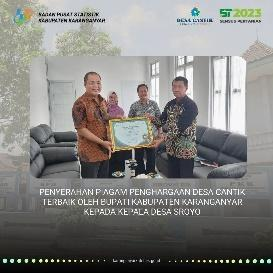 BADAN PUSAT STATISTIK
KABUPATEN KARANGANYAR
DESA CANTIK
ST2023
SENSUS PERTANIAN
PENYERAHAN PIAGAM PENGHARGAAN DESA CANTIK
TERBAIK OLEH BUPATI KABUPATEN KARANGANYAR
KEPADA KEPALA DESA SROYO